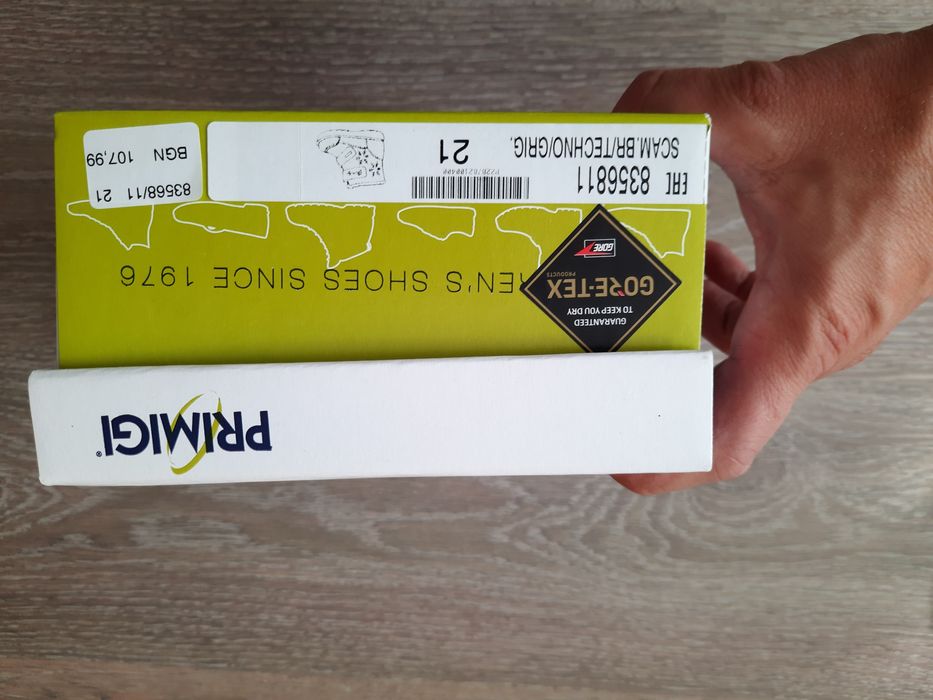 PRIMIGI®
GUARANTEED
TO KEEP YOU DRY
GORE-TEX
PRODUCTS
GORE
REN'S SHOES SINCE 1976
EAC 8356811
SCAM.BR/TECHNO/GRIG.
21
83568/11 21
BGN 107,99